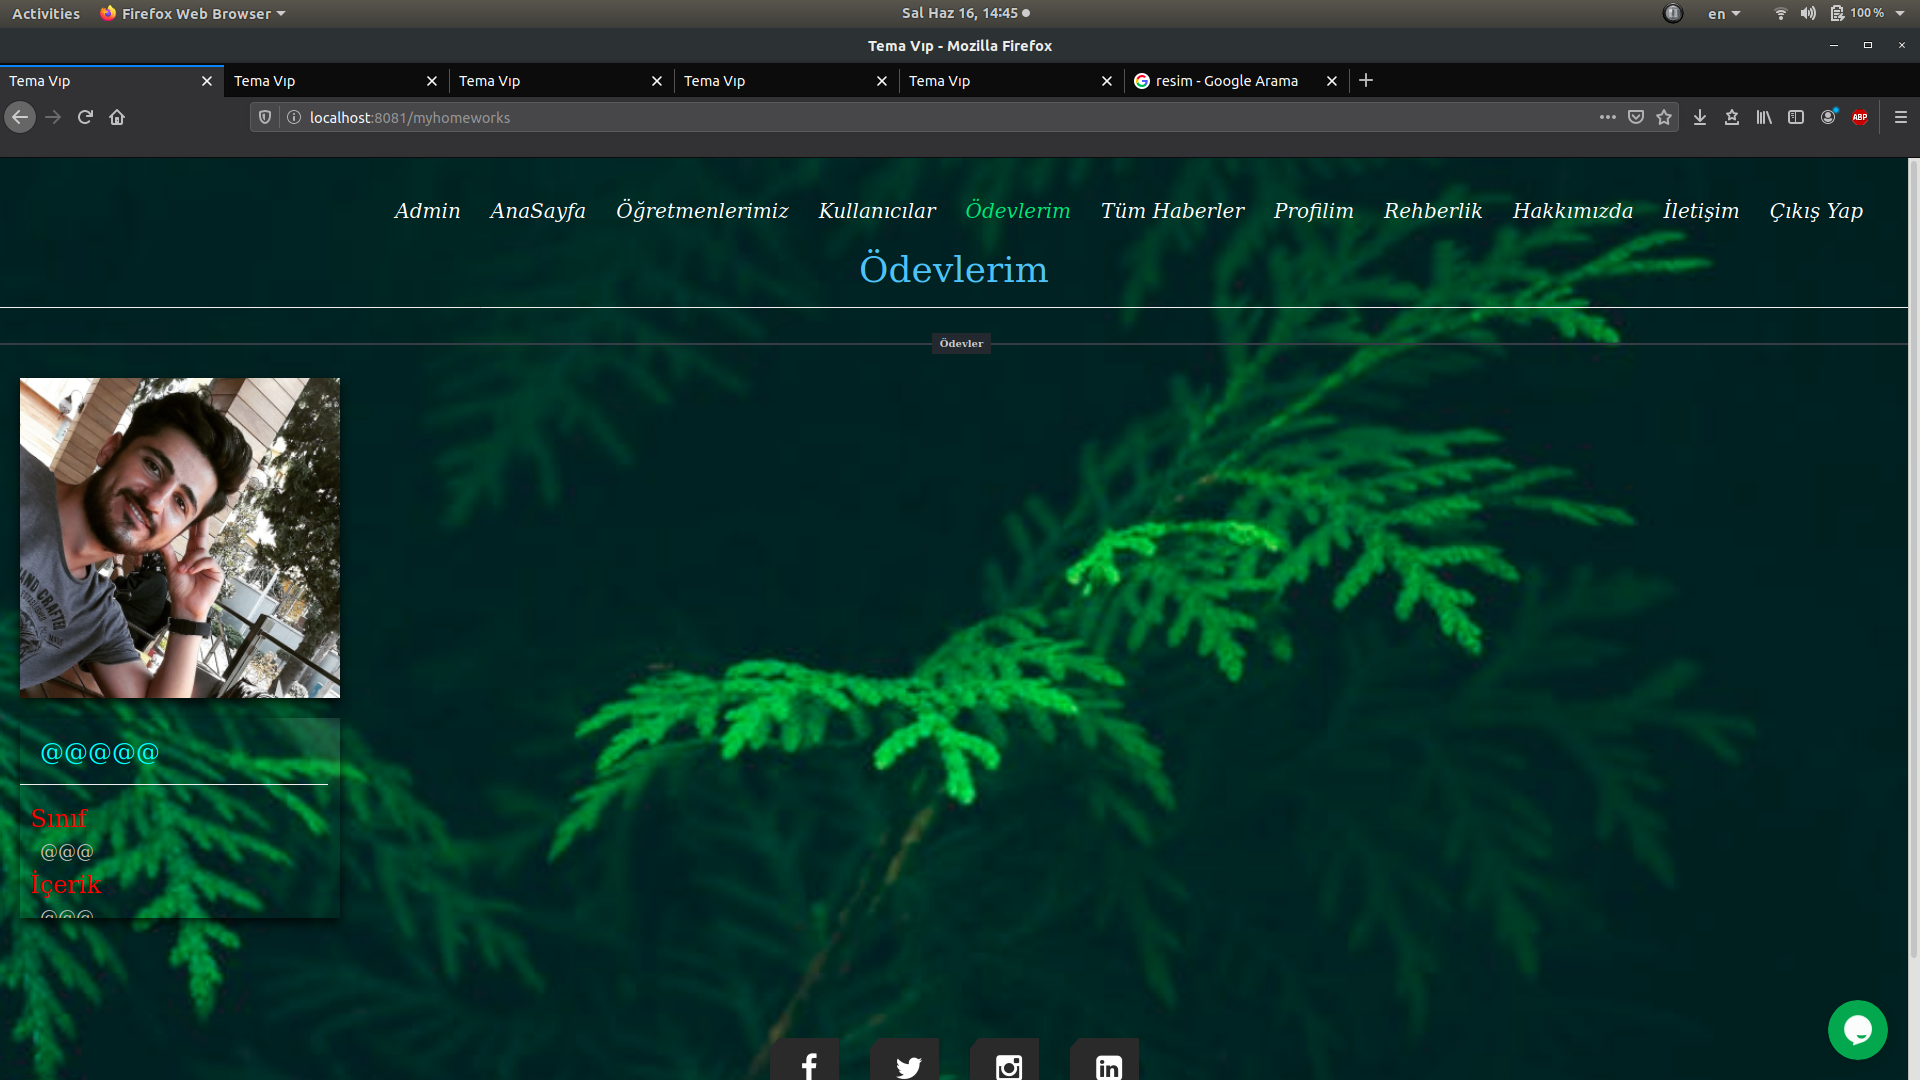 Activities Firefox Web Browser Sal Haz 16, 14:45 en 100 %
Tema Vıp - Mozilla Firefox
Tema Vıp Tema Vıp Tema Vıp Tema Vıp Tema Vıp resim - Google Arama
localhost:8081/myhomeworks ABP
Admin AnaSayfa Öğretmenlerimiz Kullanıcılar Ödevlerim Tüm Haberler Profilim Rehberlik Hakkımızda İletişim Çıkış Yap
Ödevlerim
Ödevler
@@@@@
Sınıf
@@@
İçerik
@@@